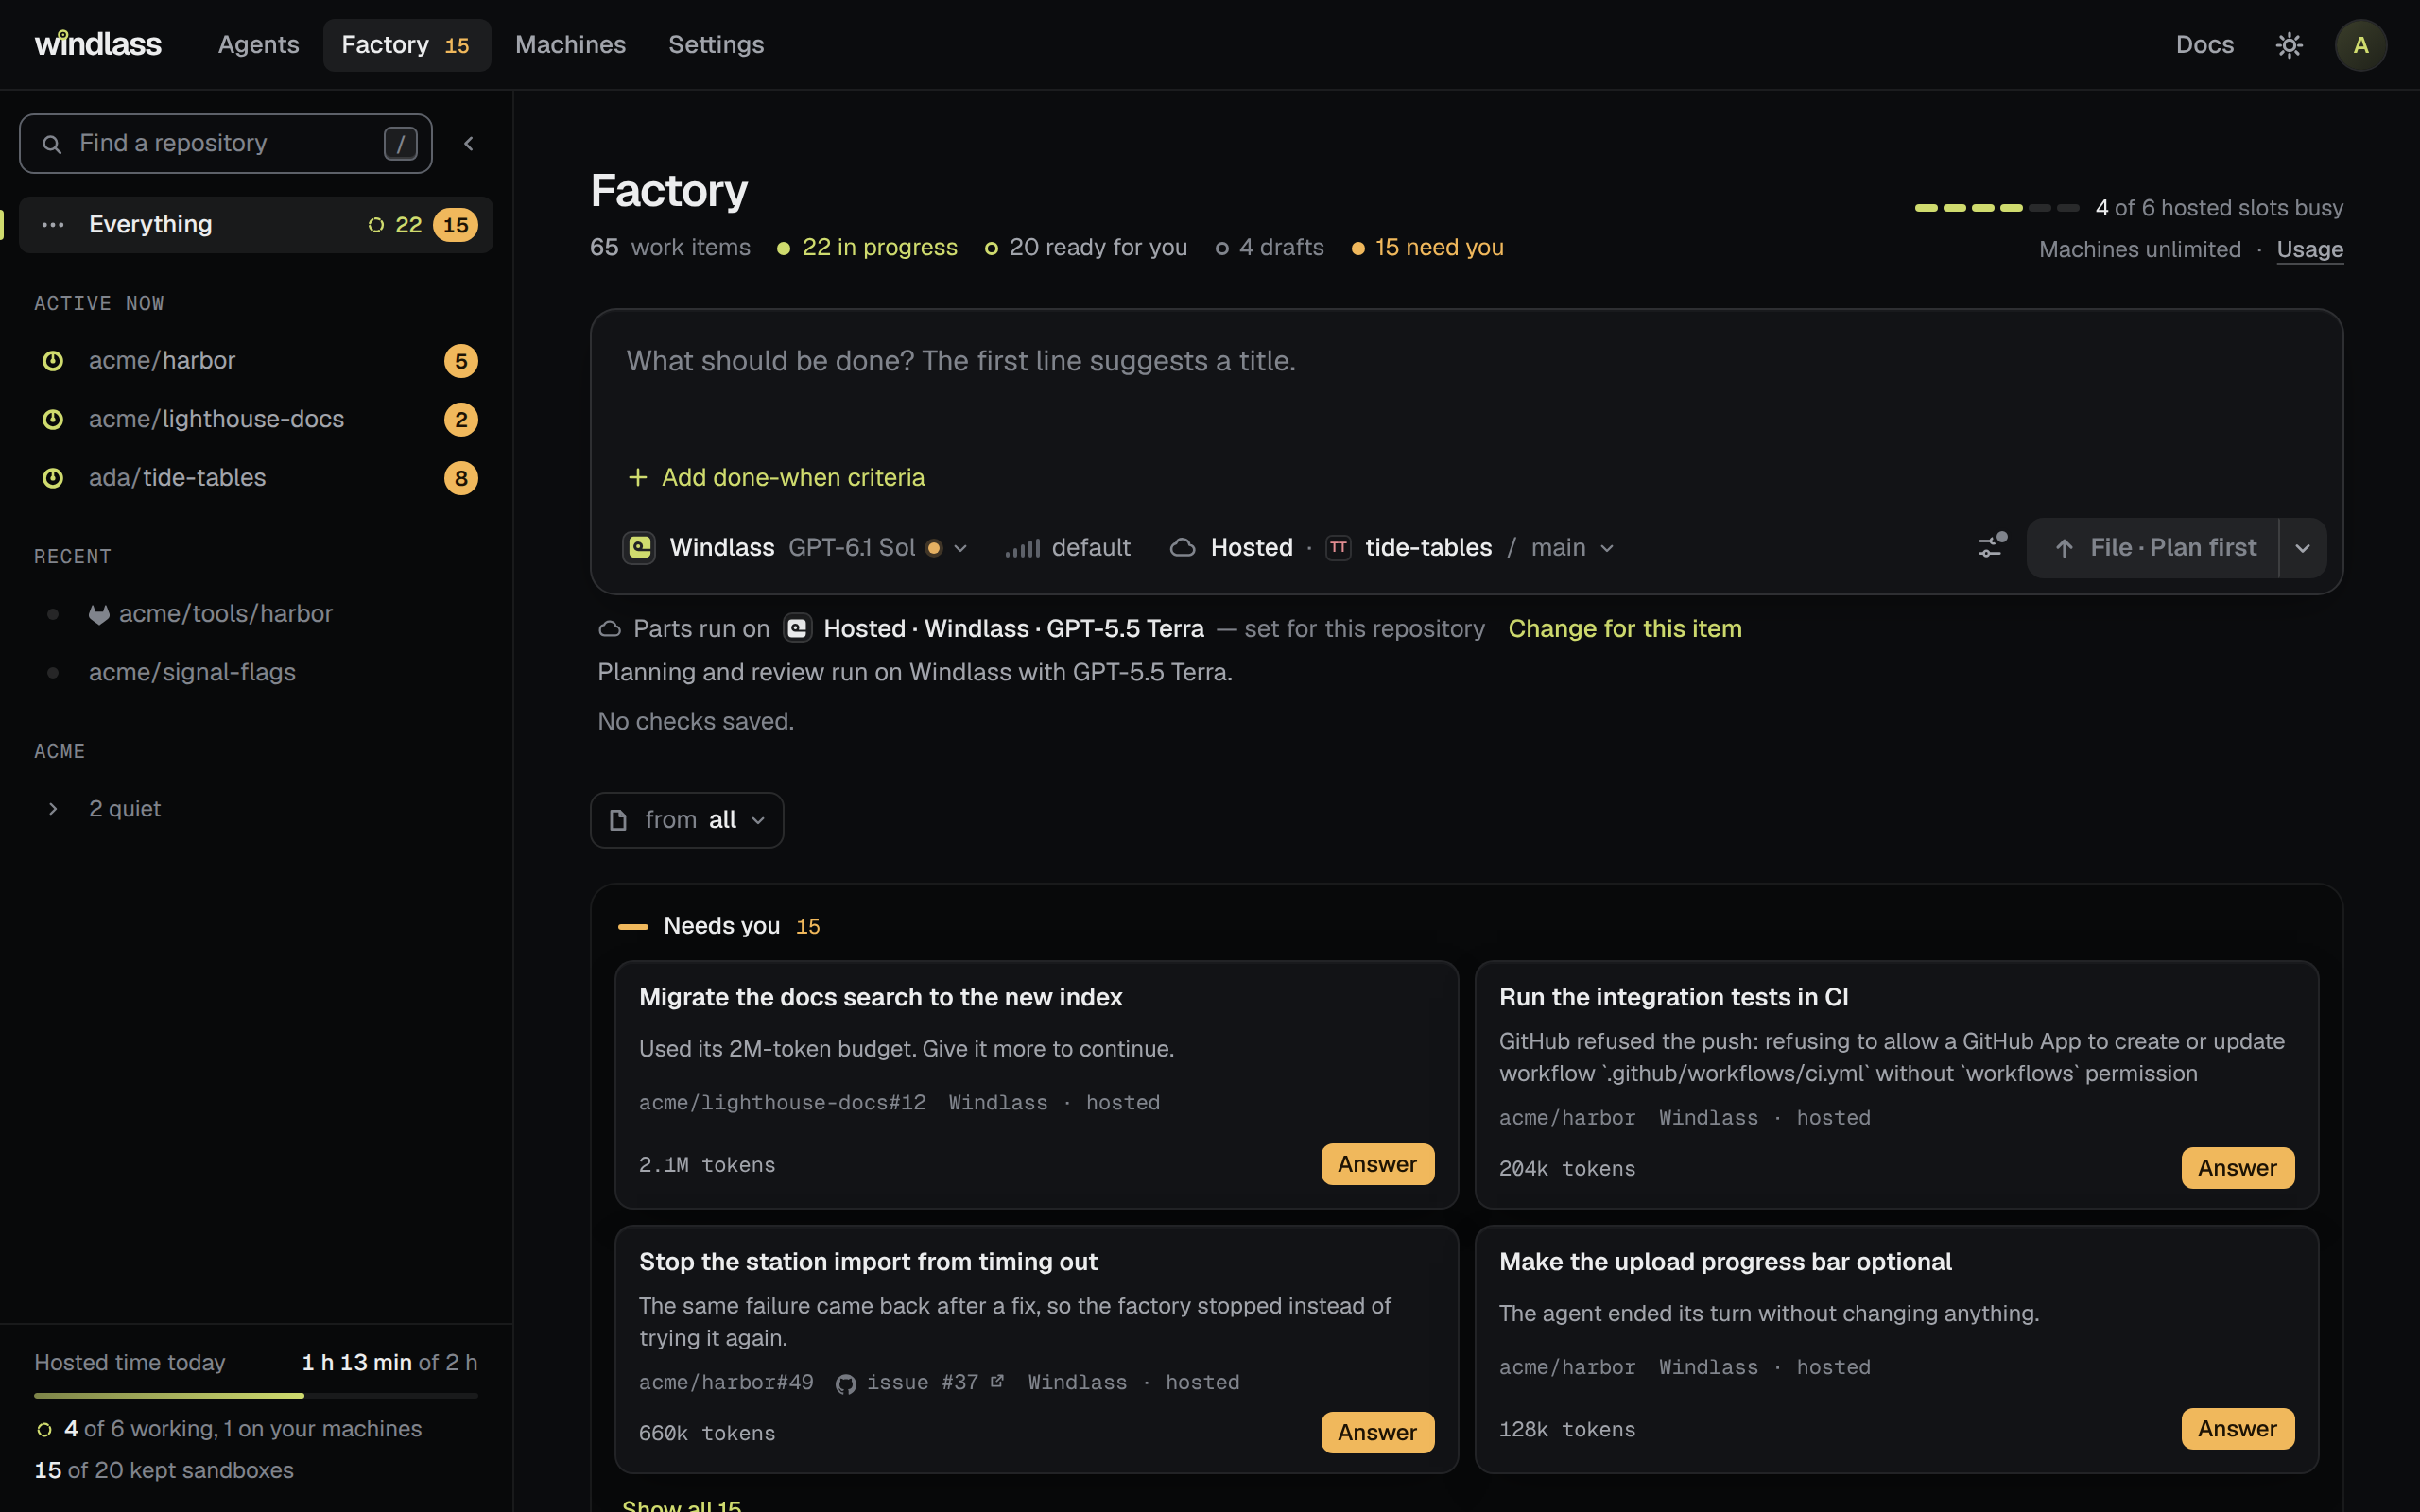 windlass
Agents
Factory 15
Machines
Settings
Docs
A
Find a repository /
Everything 22 15
ACTIVE NOW
acme/harbor 5
acme/lighthouse-docs 2
ada/tide-tables 8
RECENT
acme/tools/harbor
acme/signal-flags
ACME
2 quiet
Hosted time today 1 h 13 min of 2 h
4 of 6 working, 1 on your machines
15 of 20 kept sandboxes
Factory
65 work items 22 in progress 20 ready for you 4 drafts 15 need you
4 of 6 hosted slots busy
Machines unlimited · Usage
What should be done? The first line suggests a title.
+ Add done-when criteria
Windlass GPT-6.1 Sol default Hosted · TT tide-tables / main
File · Plan first
Parts run on Hosted · Windlass · GPT-5.5 Terra — set for this repository Change for this item
Planning and review run on Windlass with GPT-5.5 Terra.
No checks saved.
from all
Needs you 15
Migrate the docs search to the new index
Used its 2M-token budget. Give it more to continue.
acme/lighthouse-docs#12 Windlass · hosted
2.1M tokens
Answer
Run the integration tests in CI
GitHub refused the push: refusing to allow a GitHub App to create or update
workflow `.github/workflows/ci.yml` without `workflows` permission
acme/harbor Windlass · hosted
204k tokens
Answer
Stop the station import from timing out
The same failure came back after a fix, so the factory stopped instead of
trying it again.
acme/harbor#49 issue #37 Windlass · hosted
660k tokens
Answer
Make the upload progress bar optional
The agent ended its turn without changing anything.
acme/harbor Windlass · hosted
128k tokens
Answer
Show all 15